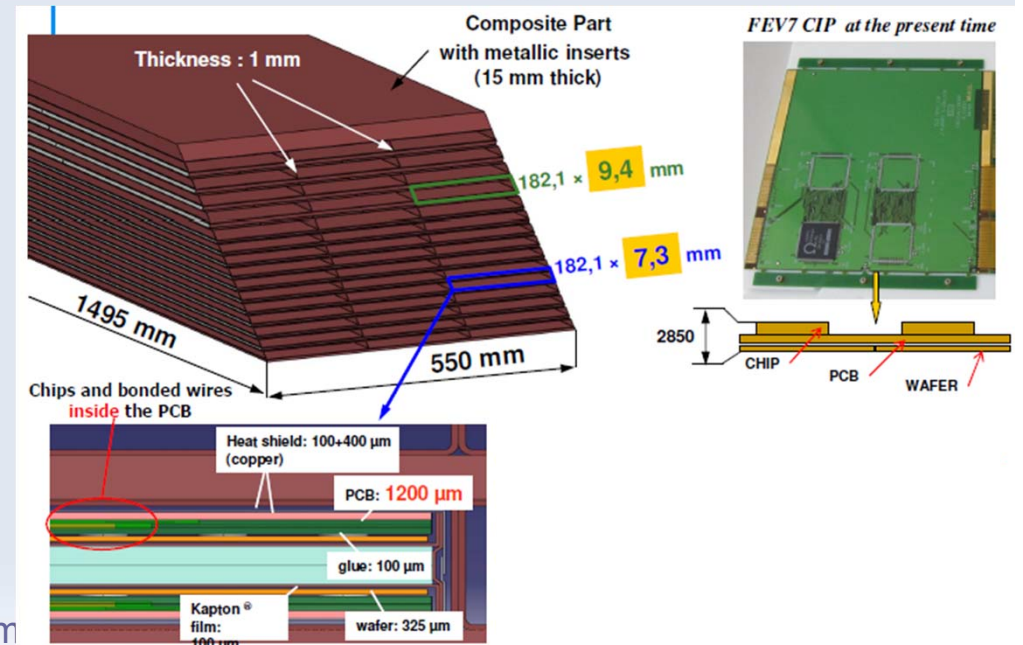 Composite Part
with metallic inserts
(15 mm thick)
Thickness : 1 mm
FEV7 CIP at the present time
182,1 × 9,4 mm
182,1 × 7,3 mm
1495 mm
550 mm
2850
CHIP
PCB
WAFER
Chips and bonded wires
inside the PCB
Heat shield: 100+400 µm
(copper)
PCB: 1200 µm
glue: 100 µm
Kapton ®
film:
100 µm
wafer: 325 µm
m